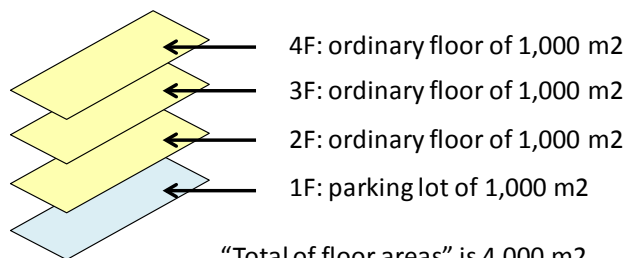 4F: ordinary floor of 1,000 m2
3F: ordinary floor of 1,000 m2
2F: ordinary floor of 1,000 m2
1F: parking lot of 1,000 m2
“Total of floor areas” is 4,000 m2